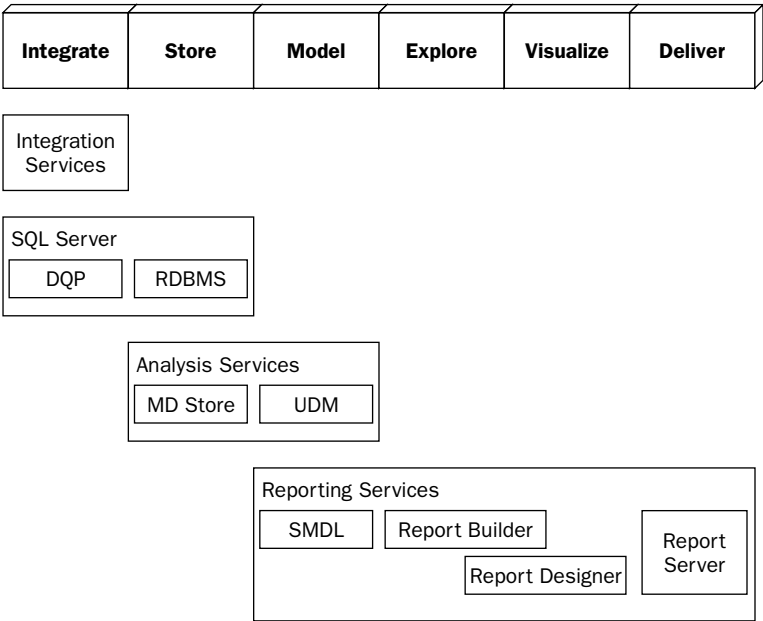 Integrate Store Model Explore Visualize Deliver
Integration
Services
SQL Server
DQP RDBMS
Analysis Services
MD Store UDM
Reporting Services
SMDL Report Builder
Report
Server
Report Designer